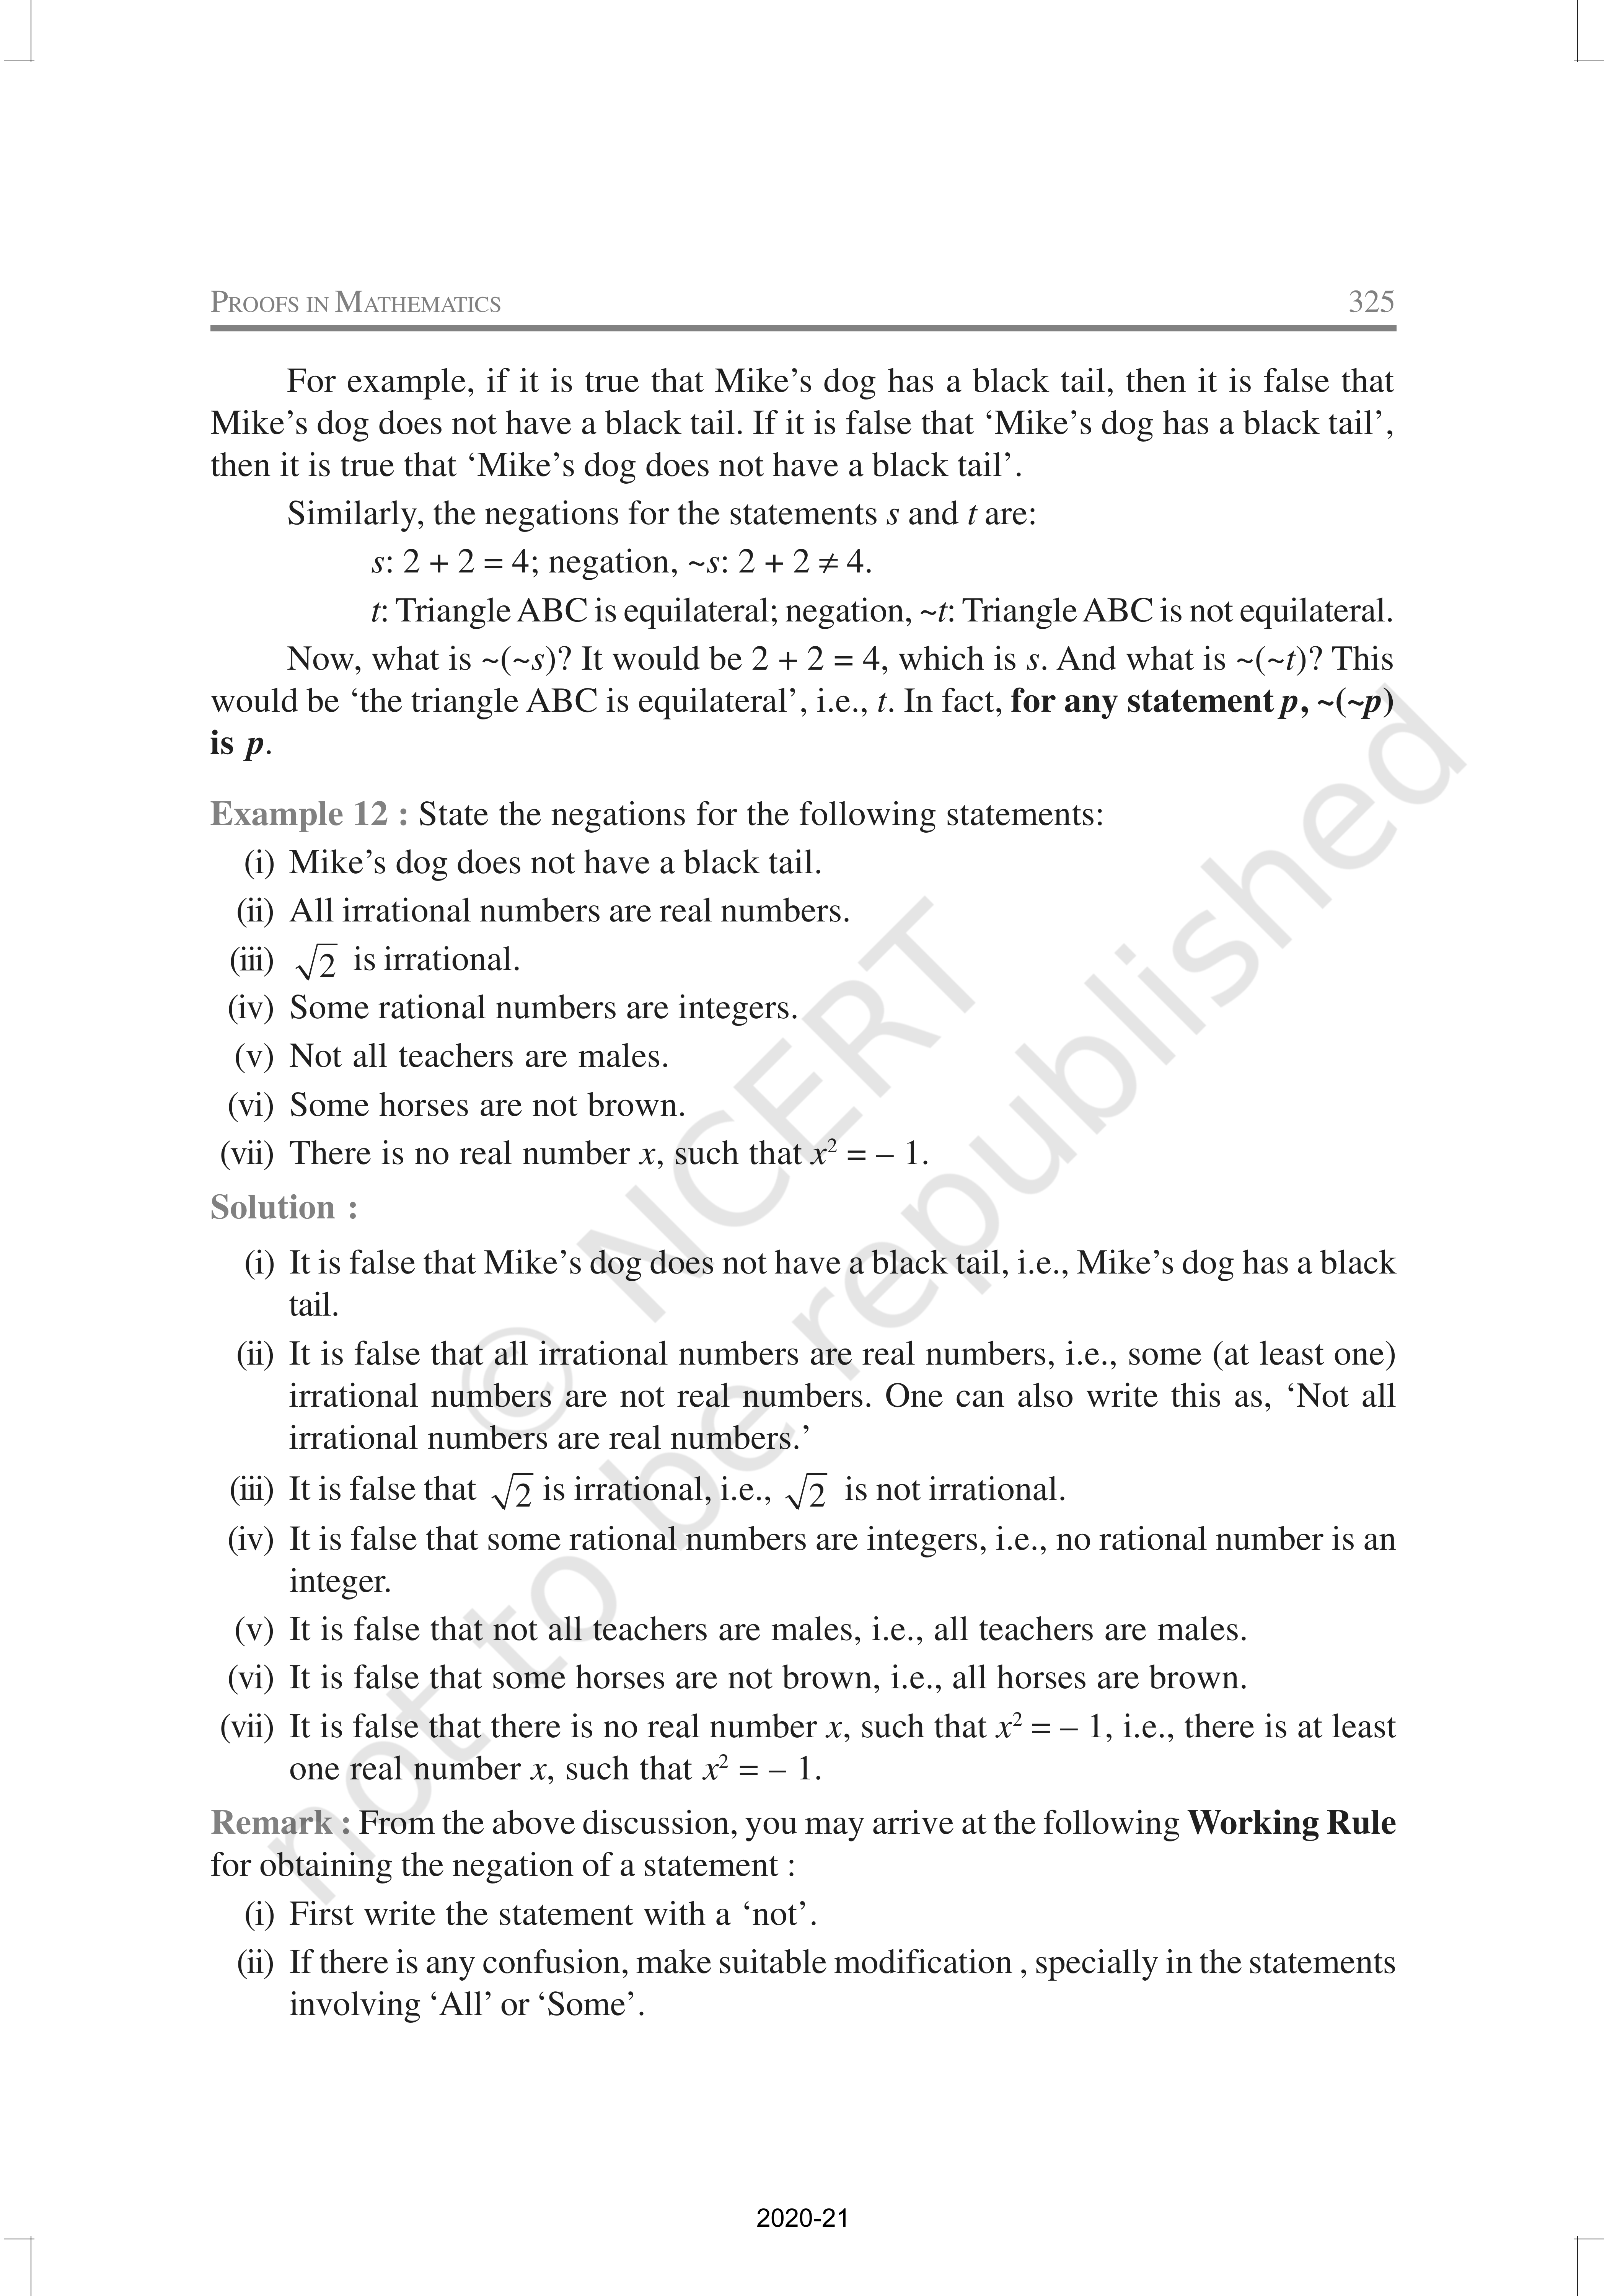 PROOFS IN MATHEMATICS 325
For example, if it is true that Mike’s dog has a black tail, then it is false that
Mike’s dog does not have a black tail. If it is false that ‘Mike’s dog has a black tail’,
then it is true that ‘Mike’s dog does not have a black tail’.
Similarly, the negations for the statements s and t are:
s: 2 + 2 = 4; negation, ~s: 2 + 2 ≠ 4.
t: Triangle ABC is equilateral; negation, ~t: Triangle ABC is not equilateral.
Now, what is ~(~s)? It would be 2 + 2 = 4, which is s. And what is ~(~t)? This
would be ‘the triangle ABC is equilateral’, i.e., t. In fact, for any statement p, ~(~p)
is p.
Example 12 : State the negations for the following statements:
(i) Mike’s dog does not have a black tail.
(ii) All irrational numbers are real numbers.
(iii) √2 is irrational.
(iv) Some rational numbers are integers.
(v) Not all teachers are males.
(vi) Some horses are not brown.
(vii) There is no real number x, such that x² = – 1.
Solution :
(i) It is false that Mike’s dog does not have a black tail, i.e., Mike’s dog has a black
tail.
(ii) It is false that all irrational numbers are real numbers, i.e., some (at least one)
irrational numbers are not real numbers. One can also write this as, ‘Not all
irrational numbers are real numbers.’
(iii) It is false that √2 is irrational, i.e., √2 is not irrational.
(iv) It is false that some rational numbers are integers, i.e., no rational number is an
integer.
(v) It is false that not all teachers are males, i.e., all teachers are males.
(vi) It is false that some horses are not brown, i.e., all horses are brown.
(vii) It is false that there is no real number x, such that x² = – 1, i.e., there is at least
one real number x, such that x² = – 1.
Remark : From the above discussion, you may arrive at the following Working Rule
for obtaining the negation of a statement :
(i) First write the statement with a ‘not’.
(ii) If there is any confusion, make suitable modification , specially in the statements
involving ‘All’ or ‘Some’.
© NCERT
not to be republished
2020-21